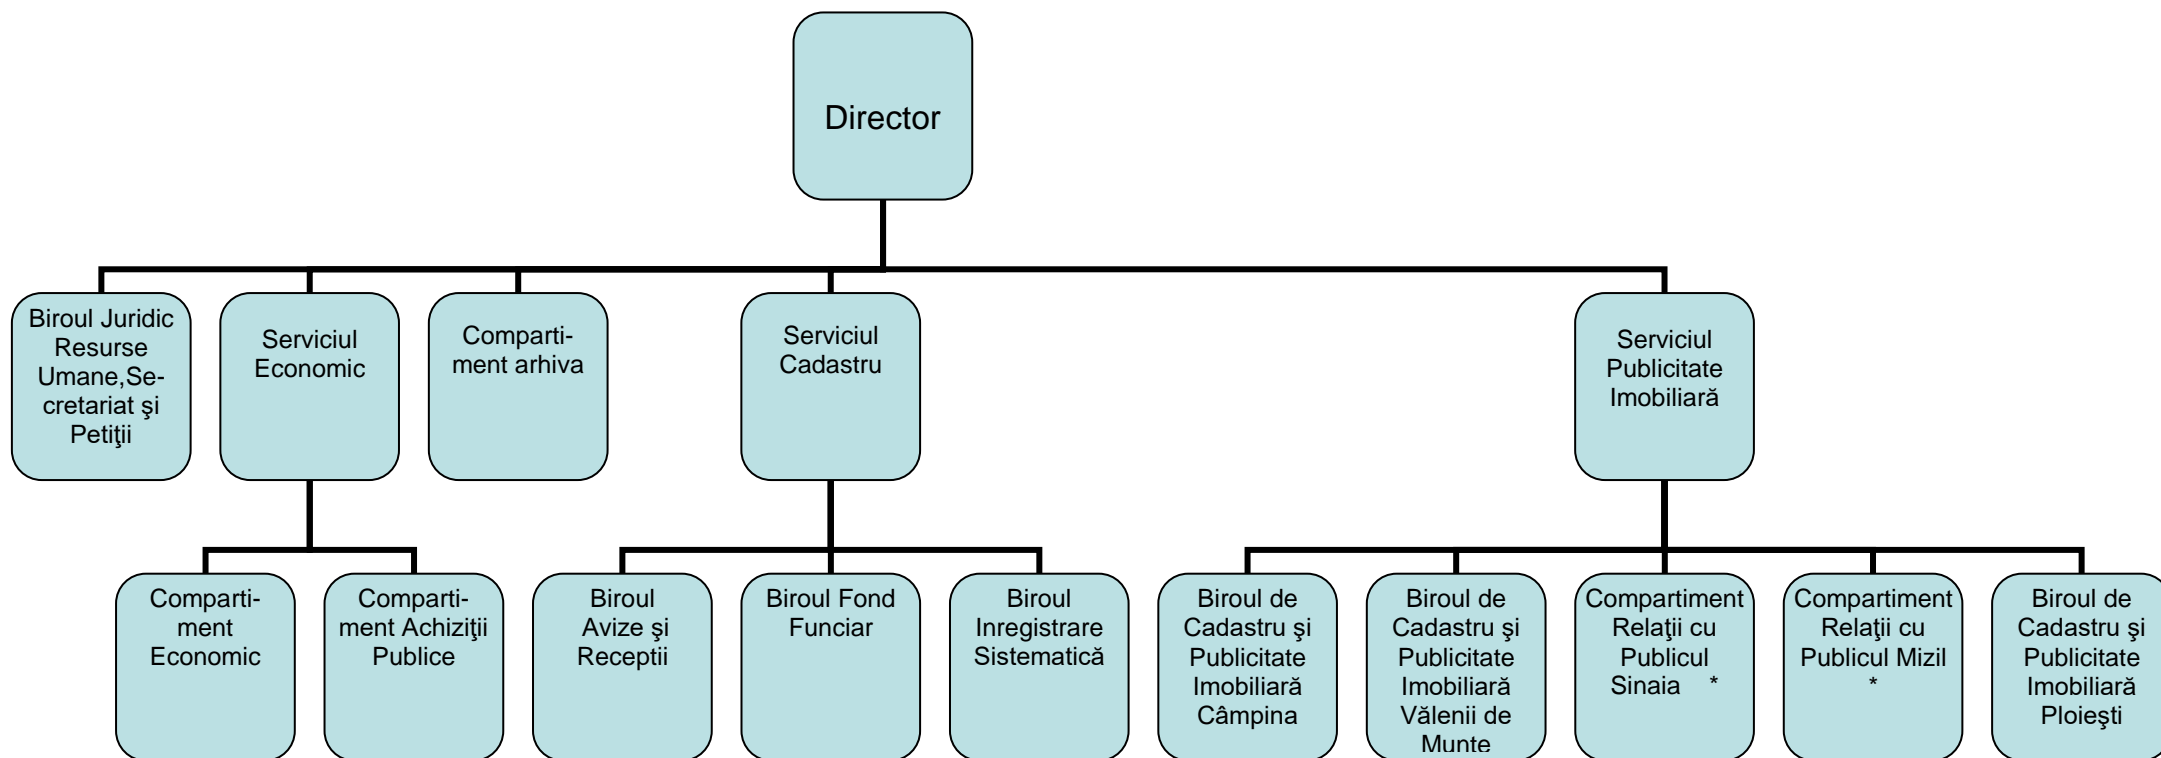 Director
Biroul Juridic
Resurse
Umane,Se-
cretariat şi
Petiţii
Serviciul
Economic
Comparti-
ment arhiva
Serviciul
Cadastru
Serviciul
Publicitate
Imobiliară
Comparti-
ment
Economic
Comparti-
ment Achiziţii
Publice
Biroul
Avize şi
Receptii
Biroul Fond
Funciar
Biroul
Inregistrare
Sistematică
Biroul de
Cadastru şi
Publicitate
Imobiliară
Câmpina
Biroul de
Cadastru şi
Publicitate
Imobiliară
Vălenii de
Munte
Compartiment
Relaţii cu
Publicul
Sinaia *
Compartiment
Relaţii cu
Publicul Mizil
*
Biroul de
Cadastru şi
Publicitate
Imobiliară
Ploieşti